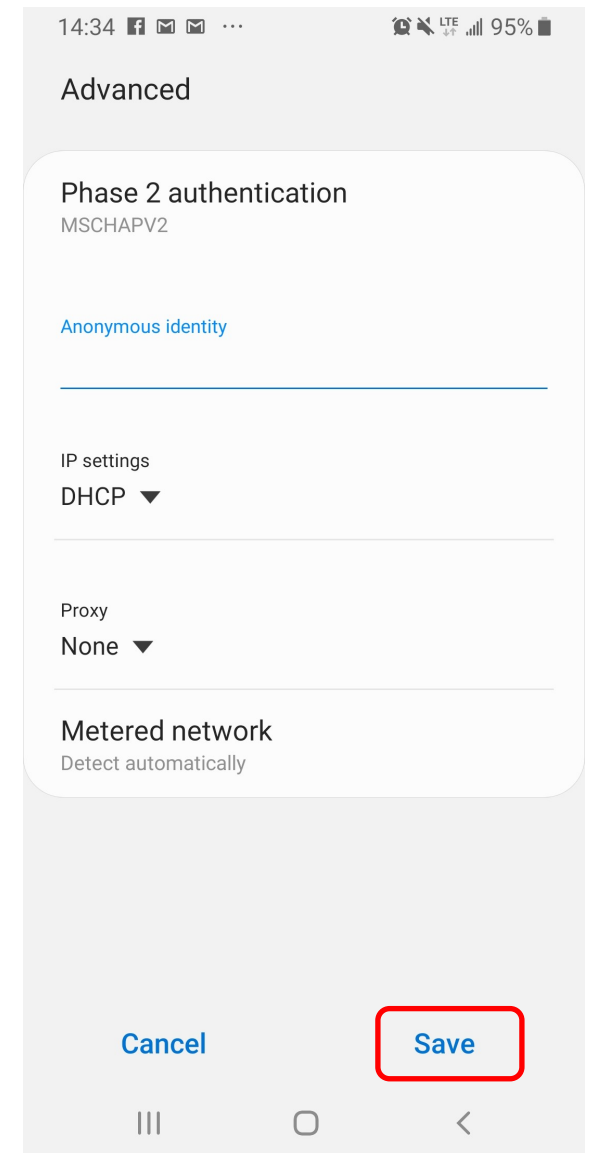 14:34 ... LTE 95%
Advanced
Phase 2 authentication
MSCHAPV2
Anonymous identity
IP settings
DHCP
Proxy
None
Metered network
Detect automatically
Cancel Save